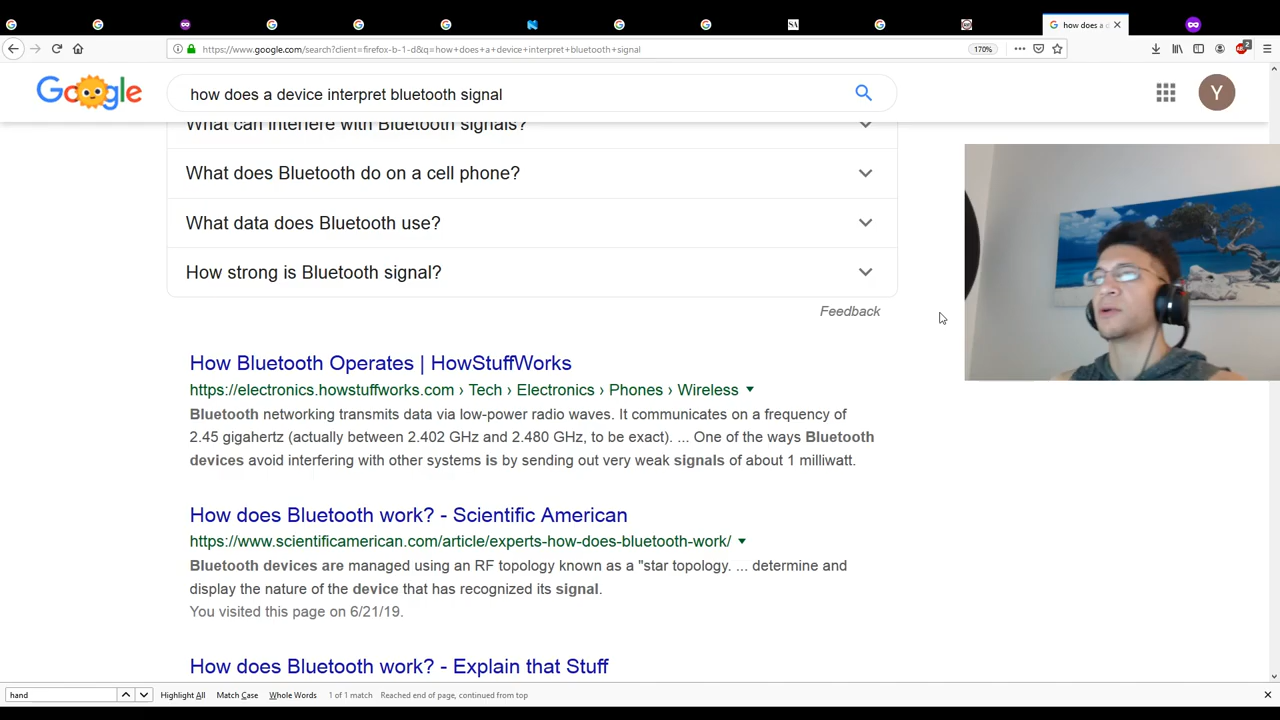 SA
how does a d
https://www.google.com/search?client=firefox-b-1-d&q=how+does+a+device+interpret+bluetooth+signal
170%
2
Google
how does a device interpret bluetooth signal
Y
What can interfere with Bluetooth signals?
What does Bluetooth do on a cell phone?
What data does Bluetooth use?
How strong is Bluetooth signal?
Feedback
How Bluetooth Operates | HowStuffWorks
https://electronics.howstuffworks.com › Tech › Electronics › Phones › Wireless
Bluetooth networking transmits data via low-power radio waves. It communicates on a frequency of
2.45 gigahertz (actually between 2.402 GHz and 2.480 GHz, to be exact). ... One of the ways Bluetooth
devices avoid interfering with other systems is by sending out very weak signals of about 1 milliwatt.
How does Bluetooth work? - Scientific American
https://www.scientificamerican.com/article/experts-how-does-bluetooth-work/
Bluetooth devices are managed using an RF topology known as a "star topology. ... determine and
display the nature of the device that has recognized its signal.
You visited this page on 6/21/19.
How does Bluetooth work? - Explain that Stuff
hand
Highlight All
Match Case
Whole Words
1 of 1 match
Reached end of page, continued from top